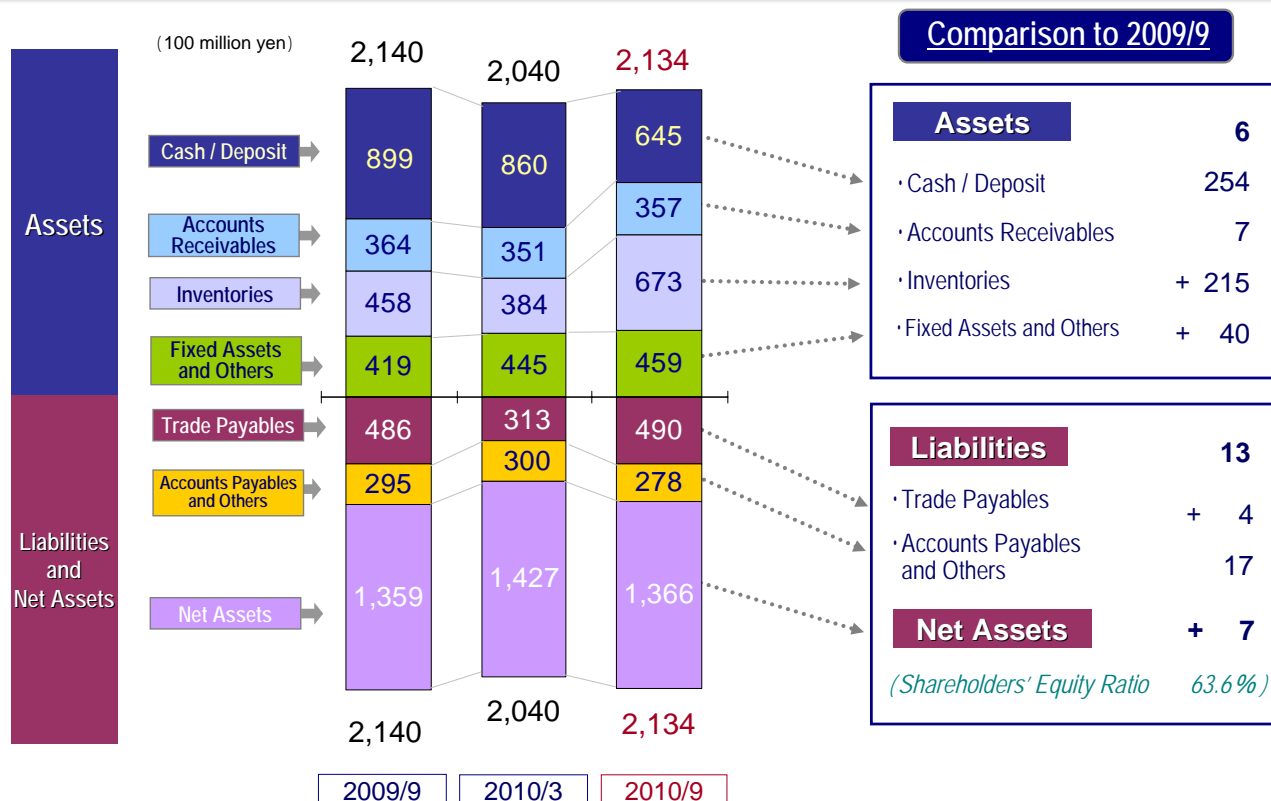 (100 million yen)
Comparison to 2009/9
2,140
2,040
2,134
Assets
Cash / Deposit
899
860
645
Accounts
Receivables
364
351
357
Inventories
458
384
673
Fixed Assets
and Others
419
445
459
Liabilities
and
Net Assets
Trade Payables
486
313
490
Accounts Payables
and Others
295
300
278
Net Assets
1,359
1,427
1,366
2,140
2,040
2,134
2009/9
2010/3
2010/9
Assets 6
・Cash / Deposit 254
・Accounts Receivables 7
・Inventories + 215
・Fixed Assets and Others + 40
Liabilities 13
・Trade Payables + 4
・Accounts Payables
and Others 17
Net Assets + 7
(Shareholders' Equity Ratio 63.6%)